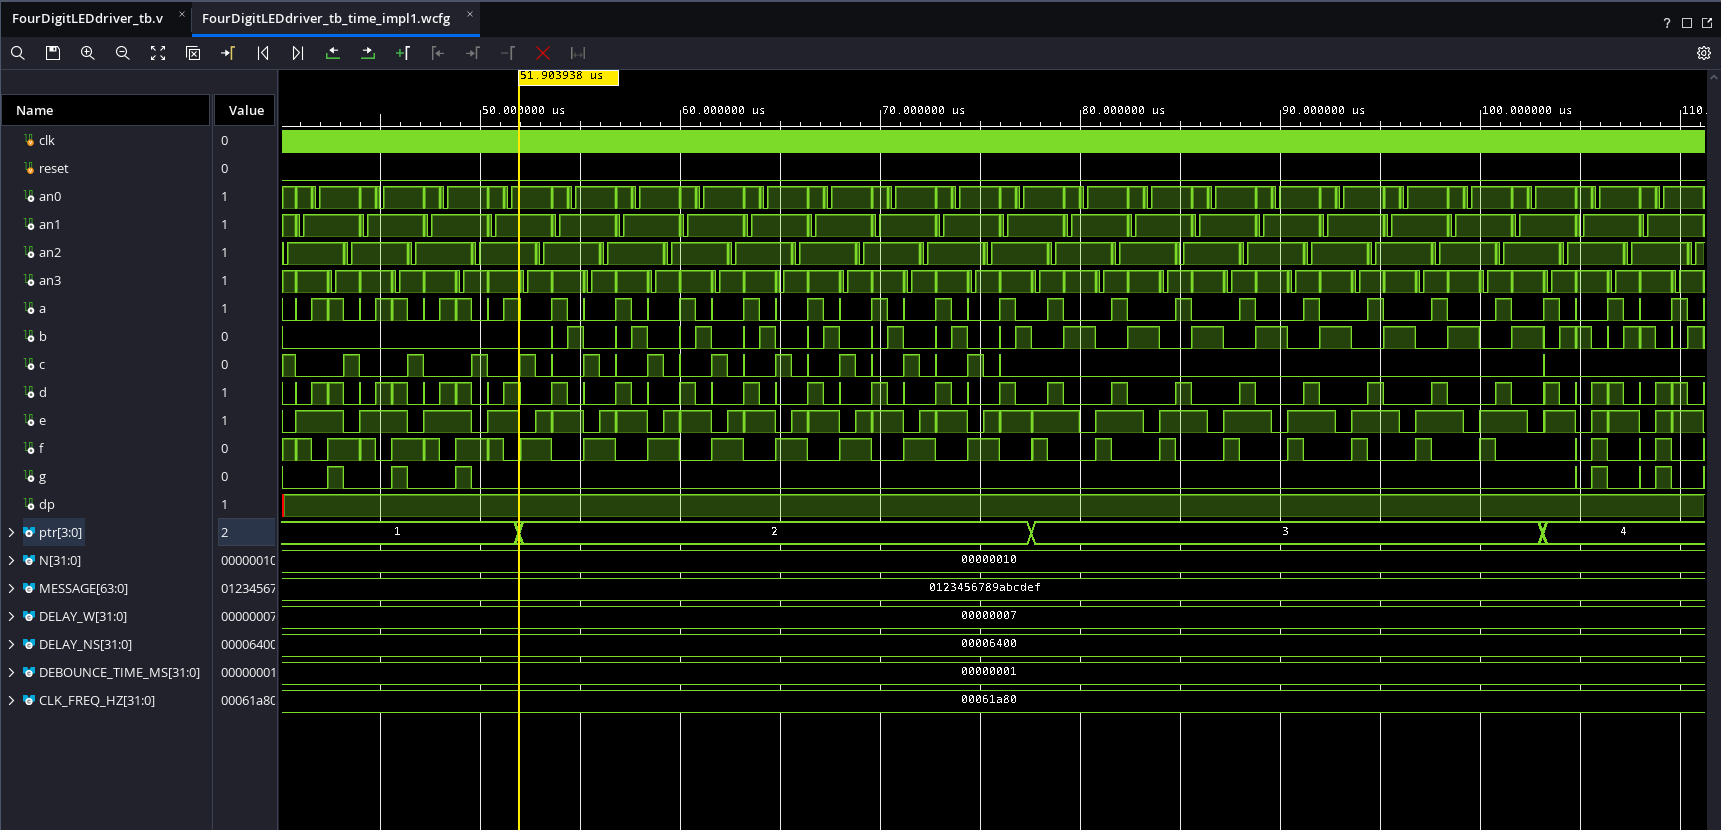 FourDigitLEDdriver_tb.v × FourDigitLEDdriver_tb_time_impl1.wcfg ×
?
51.903938 us
Name Value
50.000000 us 60.000000 us 70.000000 us 80.000000 us 90.000000 us 100.000000 us 110.
clk 0
reset 0
an0 1
an1 1
an2 1
an3 1
a 1
b 0
c 0
d 1
e 1
f 0
g 0
dp 1
ptr[3:0] 2 1 2 3 4
N[31:0] 00000010 00000010
MESSAGE[63:0] 01234567 0123456789abcdef
DELAY_W[31:0] 00000007 00000007
DELAY_NS[31:0] 00006400 00006400
DEBOUNCE_TIME_MS[31:0] 00000001 00000001
CLK_FREQ_HZ[31:0] 00061a80 00061a80